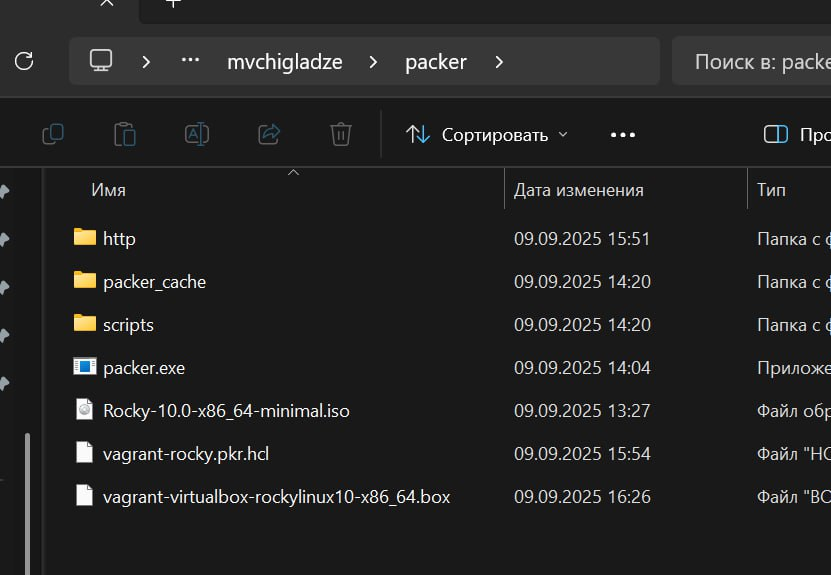 mvchigladze packer Поиск в: packe
Сортировать
Имя Дата изменения Тип
http 09.09.2025 15:51 Папка с ф
packer_cache 09.09.2025 14:20 Папка с ф
scripts 09.09.2025 14:20 Папка с ф
packer.exe 09.09.2025 14:04 Приложе
Rocky-10.0-x86_64-minimal.iso 09.09.2025 13:27 Файл обр
vagrant-rocky.pkr.hcl 09.09.2025 15:54 Файл "HC
vagrant-virtualbox-rockylinux10-x86_64.box 09.09.2025 16:26 Файл "BO